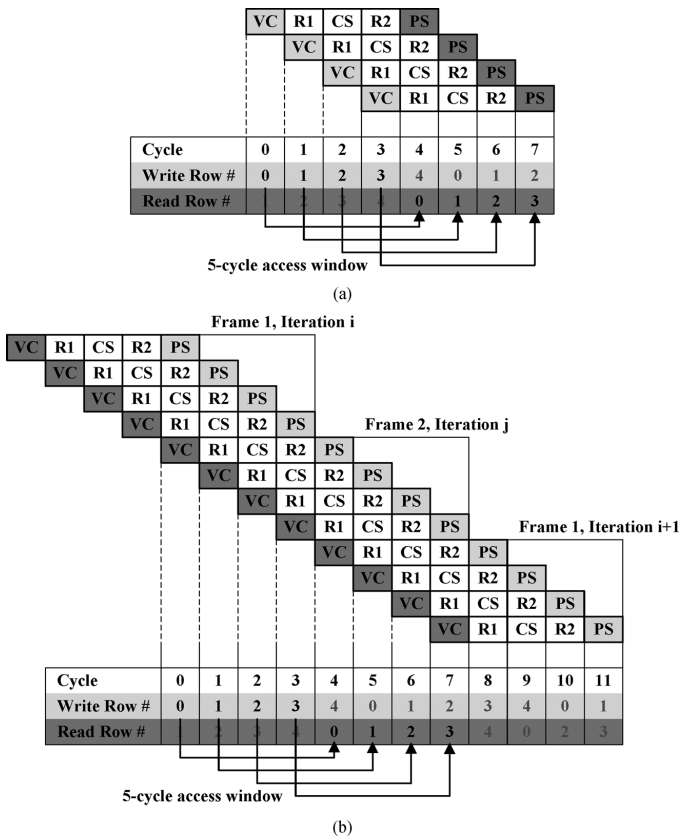 VC R1 CS R2 PS
VC R1 CS R2 PS
VC R1 CS R2 PS
VC R1 CS R2 PS
Cycle 0 1 2 3 4 5 6 7
Write Row # 0 1 2 3 4 0 1 2
Read Row # 1 2 3 4 0 1 2 3
5-cycle access window
(a)
Frame 1, Iteration i
VC R1 CS R2 PS
VC R1 CS R2 PS
VC R1 CS R2 PS
VC R1 CS R2 PS
Frame 2, Iteration j
VC R1 CS R2 PS
VC R1 CS R2 PS
VC R1 CS R2 PS
VC R1 CS R2 PS
Frame 1, Iteration i+1
VC R1 CS R2 PS
VC R1 CS R2 PS
VC R1 CS R2 PS
VC R1 CS R2 PS
Cycle 0 1 2 3 4 5 6 7 8 9 10 11
Write Row # 0 1 2 3 4 0 1 2 3 4 0 1
Read Row # 1 2 3 4 0 1 2 3 4 0 2 3
5-cycle access window
(b)